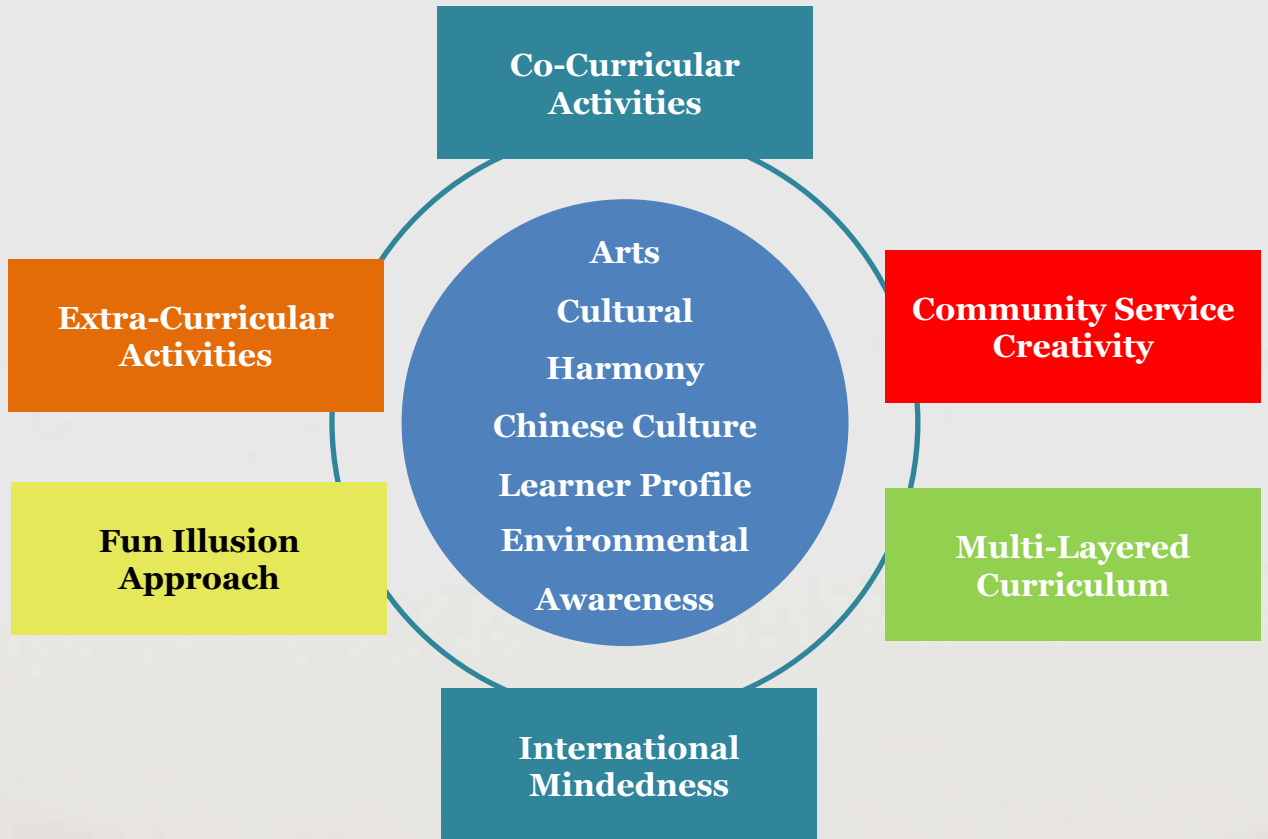 Co-Curricular
Activities
Extra-Curricular
Activities
Arts
Cultural
Harmony
Chinese Culture
Learner Profile
Environmental
Awareness
Community Service
Creativity
Fun Illusion
Approach
Multi-Layered
Curriculum
International
Mindedness